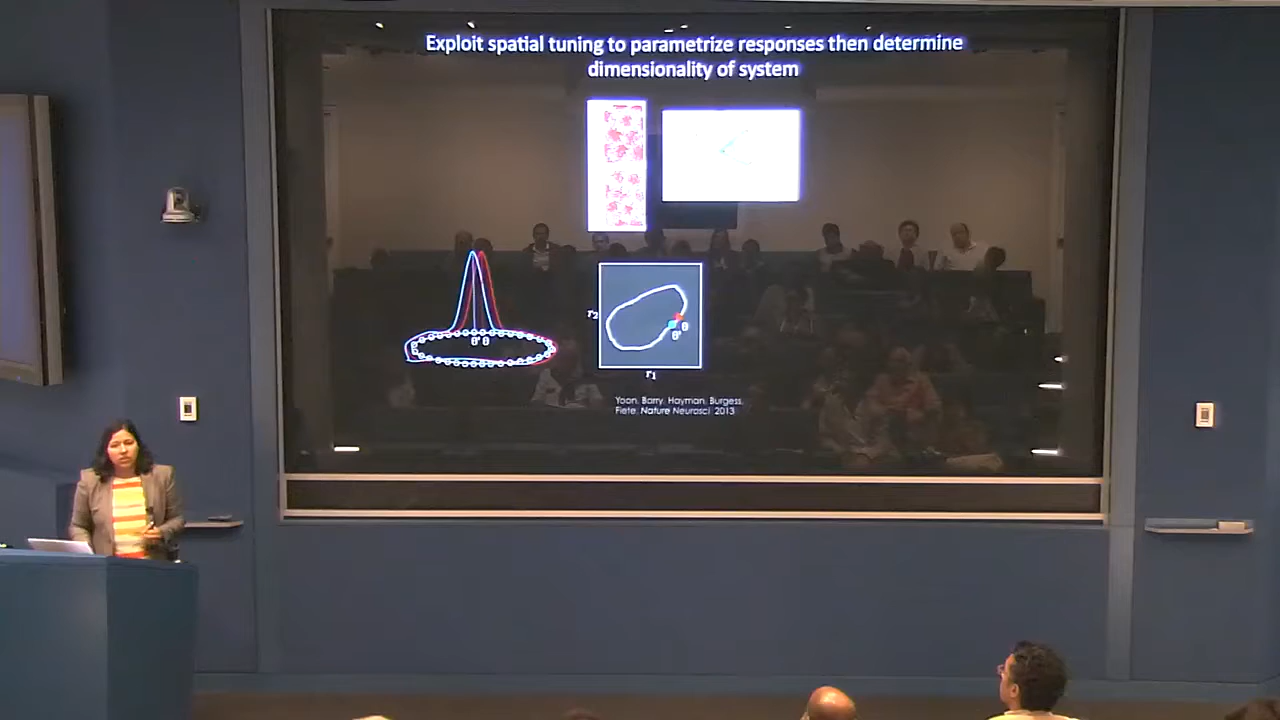 Exploit spatial tuning to parametrize responses then determine
dimensionality of system
θ' θ
r₂
θ
θ'
r₁
Yoon, Barry, Hayman, Burgess,
Fiete, Nature Neurosci 2013